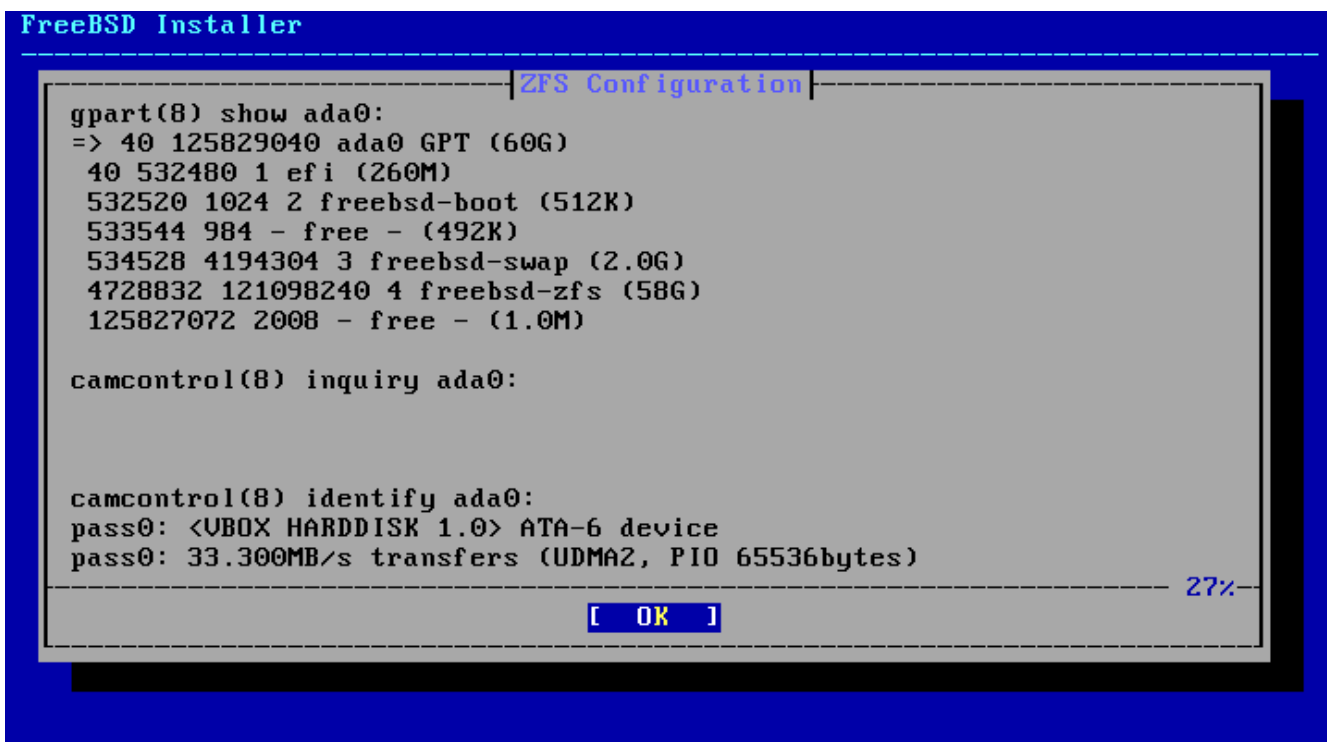 FreeBSD Installer
ZFS Configuration
gpart(8) show ada0:
=> 40 125829040 ada0 GPT (60G)
40 532480 1 efi (260M)
532520 1024 2 freebsd-boot (512K)
533544 984 - free - (492K)
534528 4194304 3 freebsd-swap (2.0G)
4728832 121098240 4 freebsd-zfs (58G)
125827072 2008 - free - (1.0M)
camcontrol(8) inquiry ada0:
camcontrol(8) identify ada0:
pass0: <VBOX HARDDISK 1.0> ATA-6 device
pass0: 33.300MB/s transfers (UDMA2, PIO 65536bytes)
27%
[ OK ]